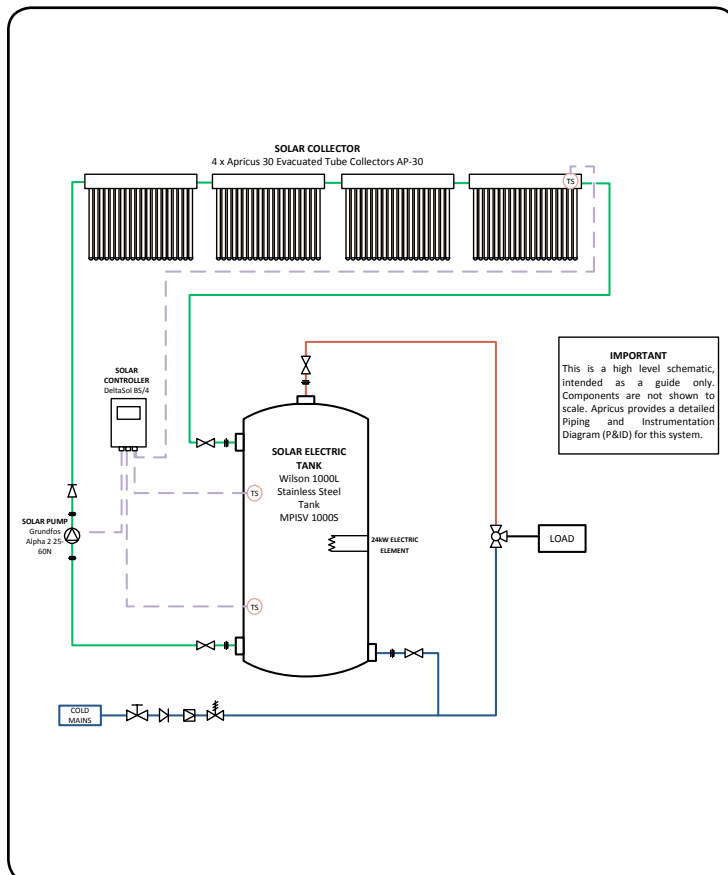 SOLAR COLLECTOR
4 x Apricus 30 Evacuated Tube Collectors AP-30
TS
IMPORTANT
This is a high level schematic,
intended as a guide only.
Components are not shown to
scale. Apricus provides a detailed
Piping and Instrumentation
Diagram (P&ID) for this system.
SOLAR
CONTROLLER
DeltaSol BS/4
SOLAR ELECTRIC
TANK
Wilson 1000L
Stainless Steel
Tank
MPISV 1000S
TS
SOLAR PUMP
Grundfos
Alpha 2 25-
60N
24kW ELECTRIC
ELEMENT
LOAD
TS
COLD
MAINS